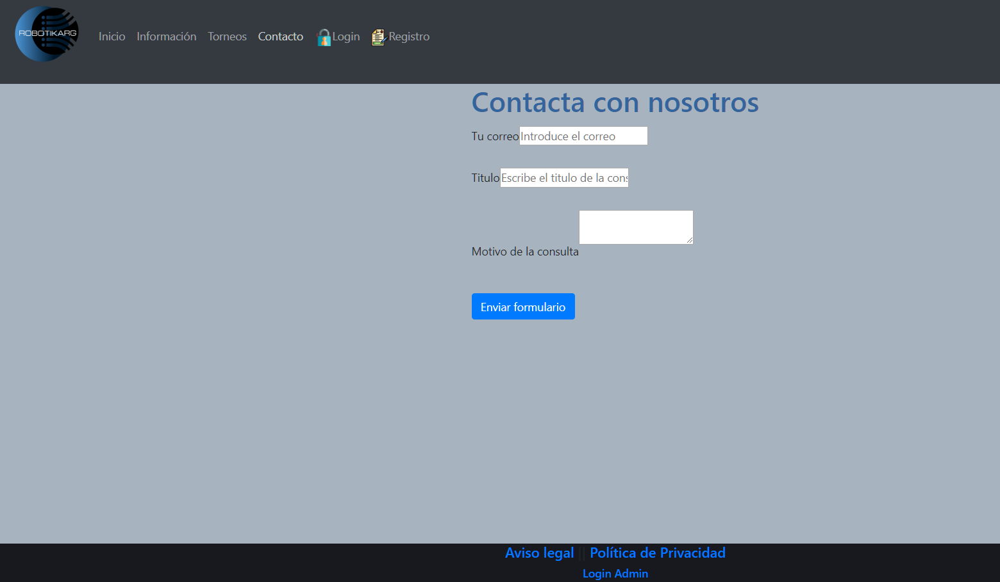 ROBOTIKARG
Inicio Información Torneos Contacto Login Registro
Contacta con nosotros
Tu correo Introduce el correo
Titulo Escribe el titulo de la cons
Motivo de la consulta
Enviar formulario
Aviso legal || Política de Privacidad
Login Admin